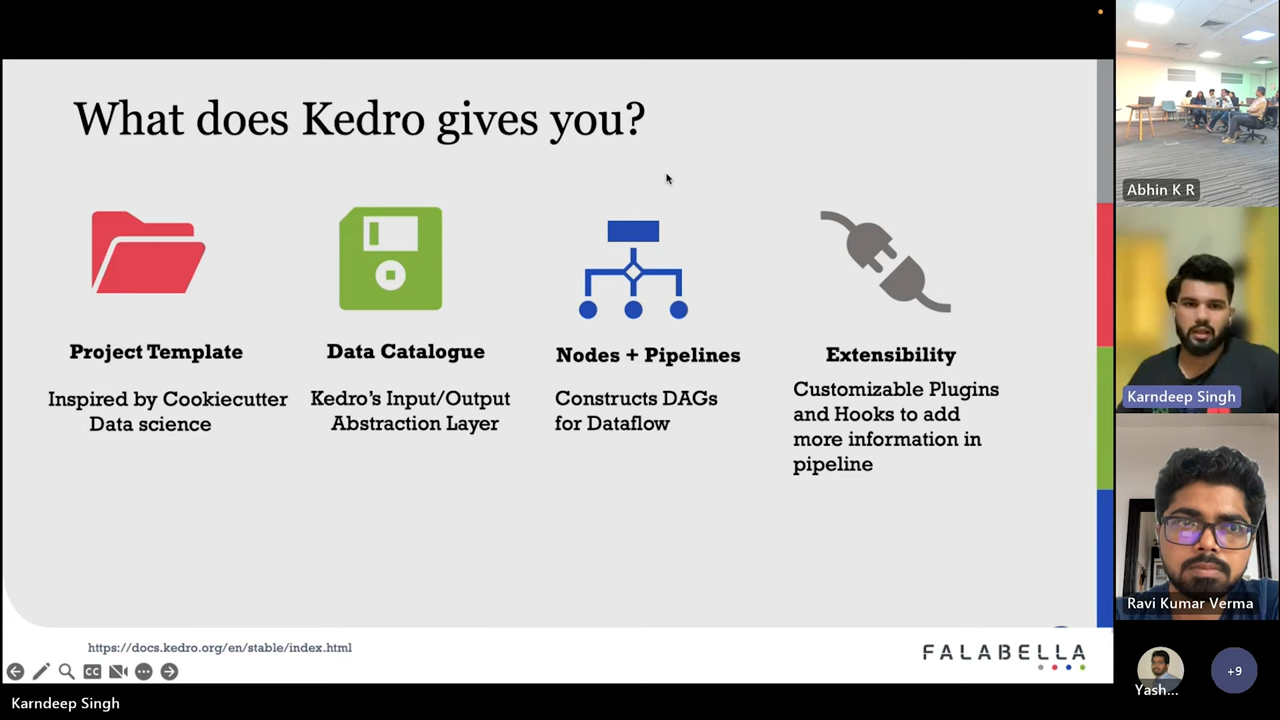 What does Kedro gives you?
Project Template
Inspired by Cookiecutter
Data science
Data Catalogue
Kedro's Input/Output
Abstraction Layer
Nodes + Pipelines
Constructs DAGs
for Dataflow
Extensibility
Customizable Plugins
and Hooks to add
more information in
pipeline
https://docs.kedro.org/en/stable/index.html
FALABELLA
CC
Karndeep Singh
Abhin K R
Karndeep Singh
Ravi Kumar Verma
Yash...
+9